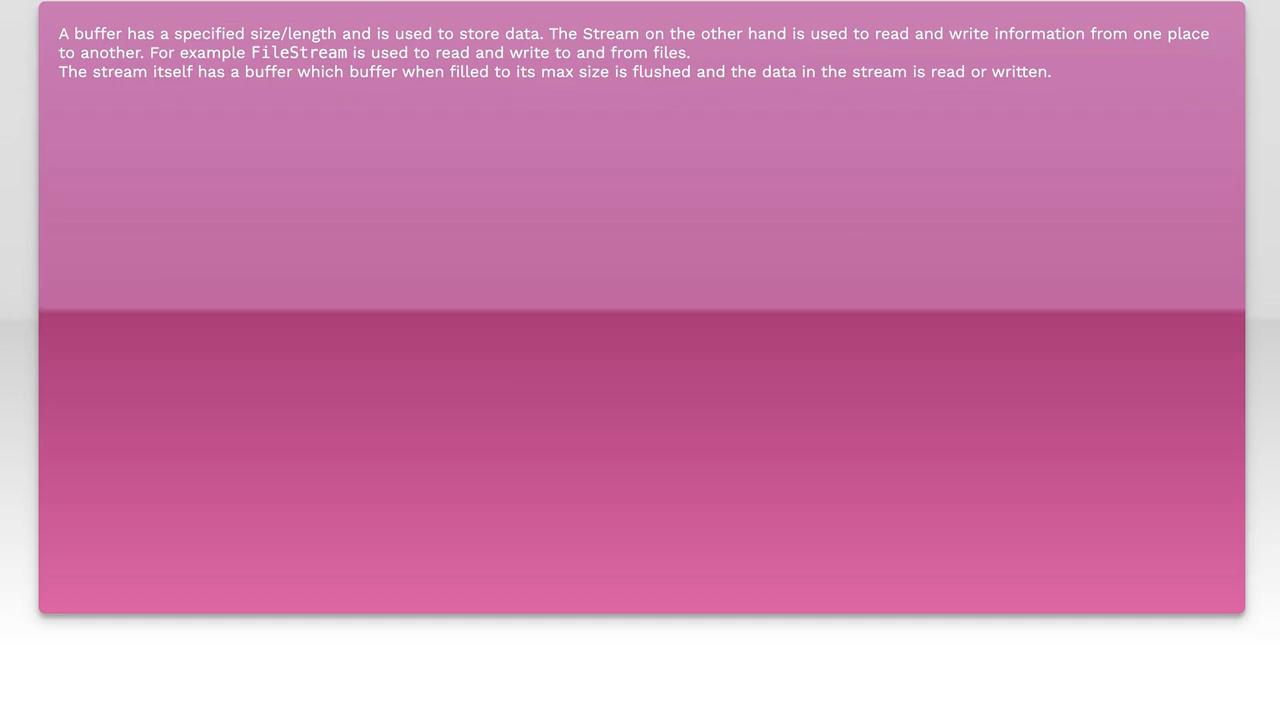 A buffer has a specified size/length and is used to store data. The Stream on the other hand is used to read and write information from one place
to another. For example FileStream is used to read and write to and from files.
The stream itself has a buffer which buffer when filled to its max size is flushed and the data in the stream is read or written.